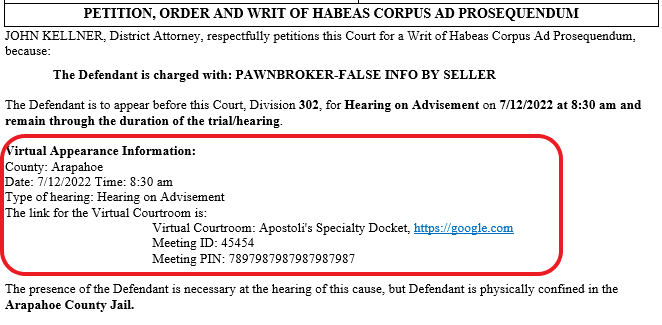 PETITION, ORDER AND WRIT OF HABEAS CORPUS AD PROSEQUENDUM
JOHN KELLNER, District Attorney, respectfully petitions this Court for a Writ of Habeas Corpus Ad Prosequendum,
because:
The Defendant is charged with: PAWNBROKER-FALSE INFO BY SELLER
The Defendant is to appear before this Court, Division 302, for Hearing on Advisement on 7/12/2022 at 8:30 am and
remain through the duration of the trial/hearing.
Virtual Appearance Information:
County: Arapahoe
Date: 7/12/2022 Time: 8:30 am
Type of hearing: Hearing on Advisement
The link for the Virtual Courtroom is:
Virtual Courtroom: Apostoli's Specialty Docket, https://google.com
Meeting ID: 45454
Meeting PIN: 7897987987987987987
The presence of the Defendant is necessary at the hearing of this cause, but Defendant is physically confined in the
Arapahoe County Jail.